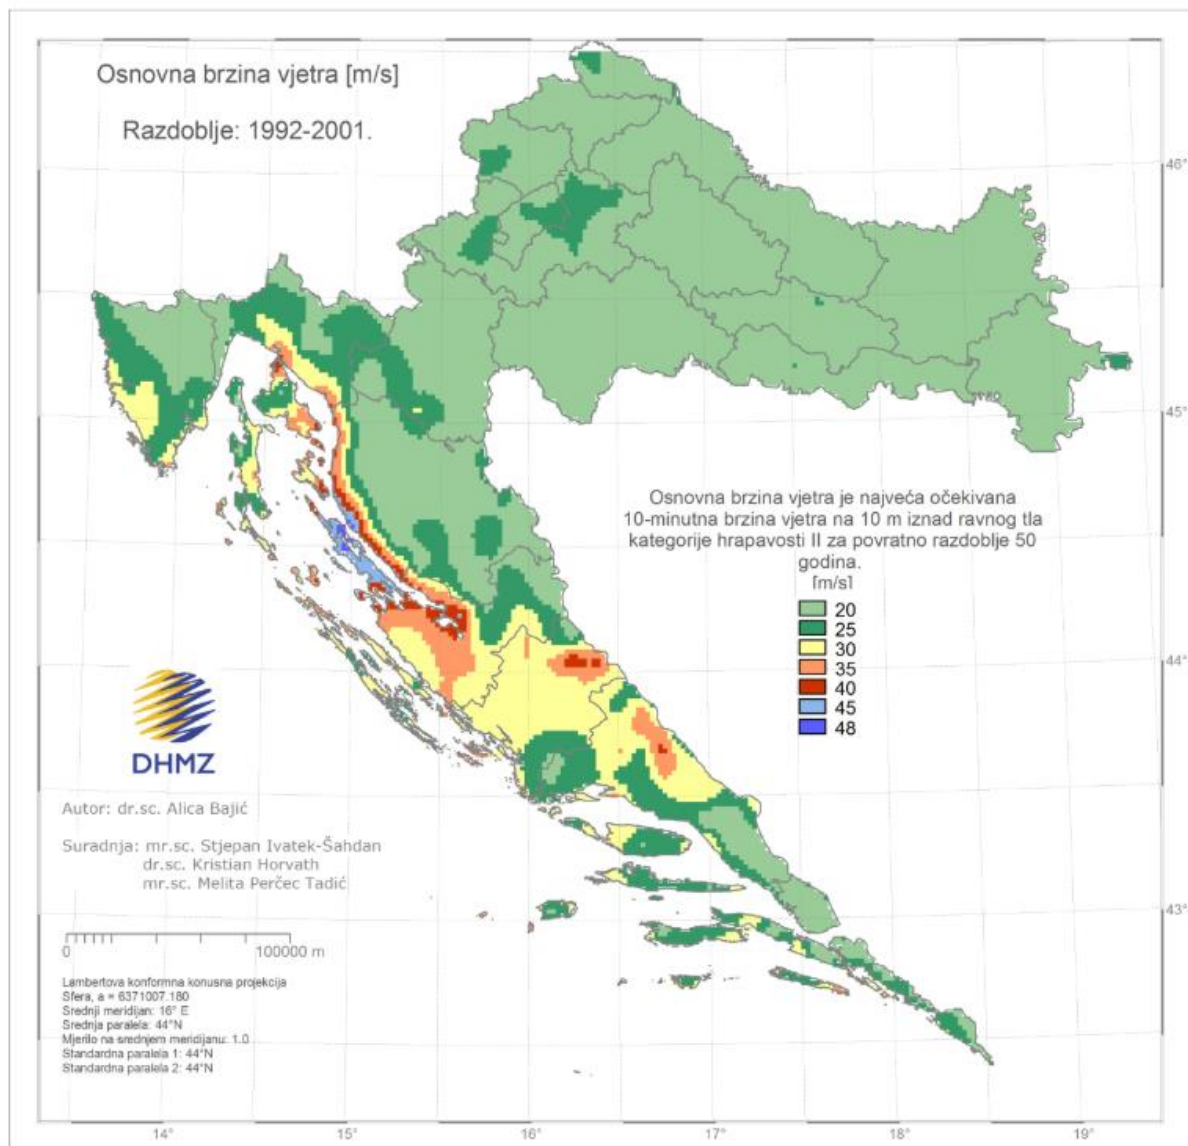 Osnovna brzina vjetra [m/s]
Razdoblje: 1992-2001.
46°
45°
Osnovna brzina vjetra je najveća očekivana
10-minutna brzina vjetra na 10 m iznad ravnog tla
kategorije hrapavosti II za povratno razdoblje 50
godina.
[m/s]
20
25
30
35
40
45
48
44°
DHMZ
Autor: dr.sc. Alica Bajić
Suradnja: mr.sc. Stjepan Ivatek-Šahdan
dr.sc. Kristian Horvath
mr.sc. Melita Perčec Tadić
43°
0 100000 m
Lambertova konformna konusna projekcija
Sfera, a = 6371007.180
Srednji meridijan: 16° E
Srednja paralela: 44°N
Mjerilo na srednjem meridijanu: 1.0
Standardna paralela 1: 44°N
Standardna paralela 2: 44°N
14° 15° 16° 17° 18° 19°